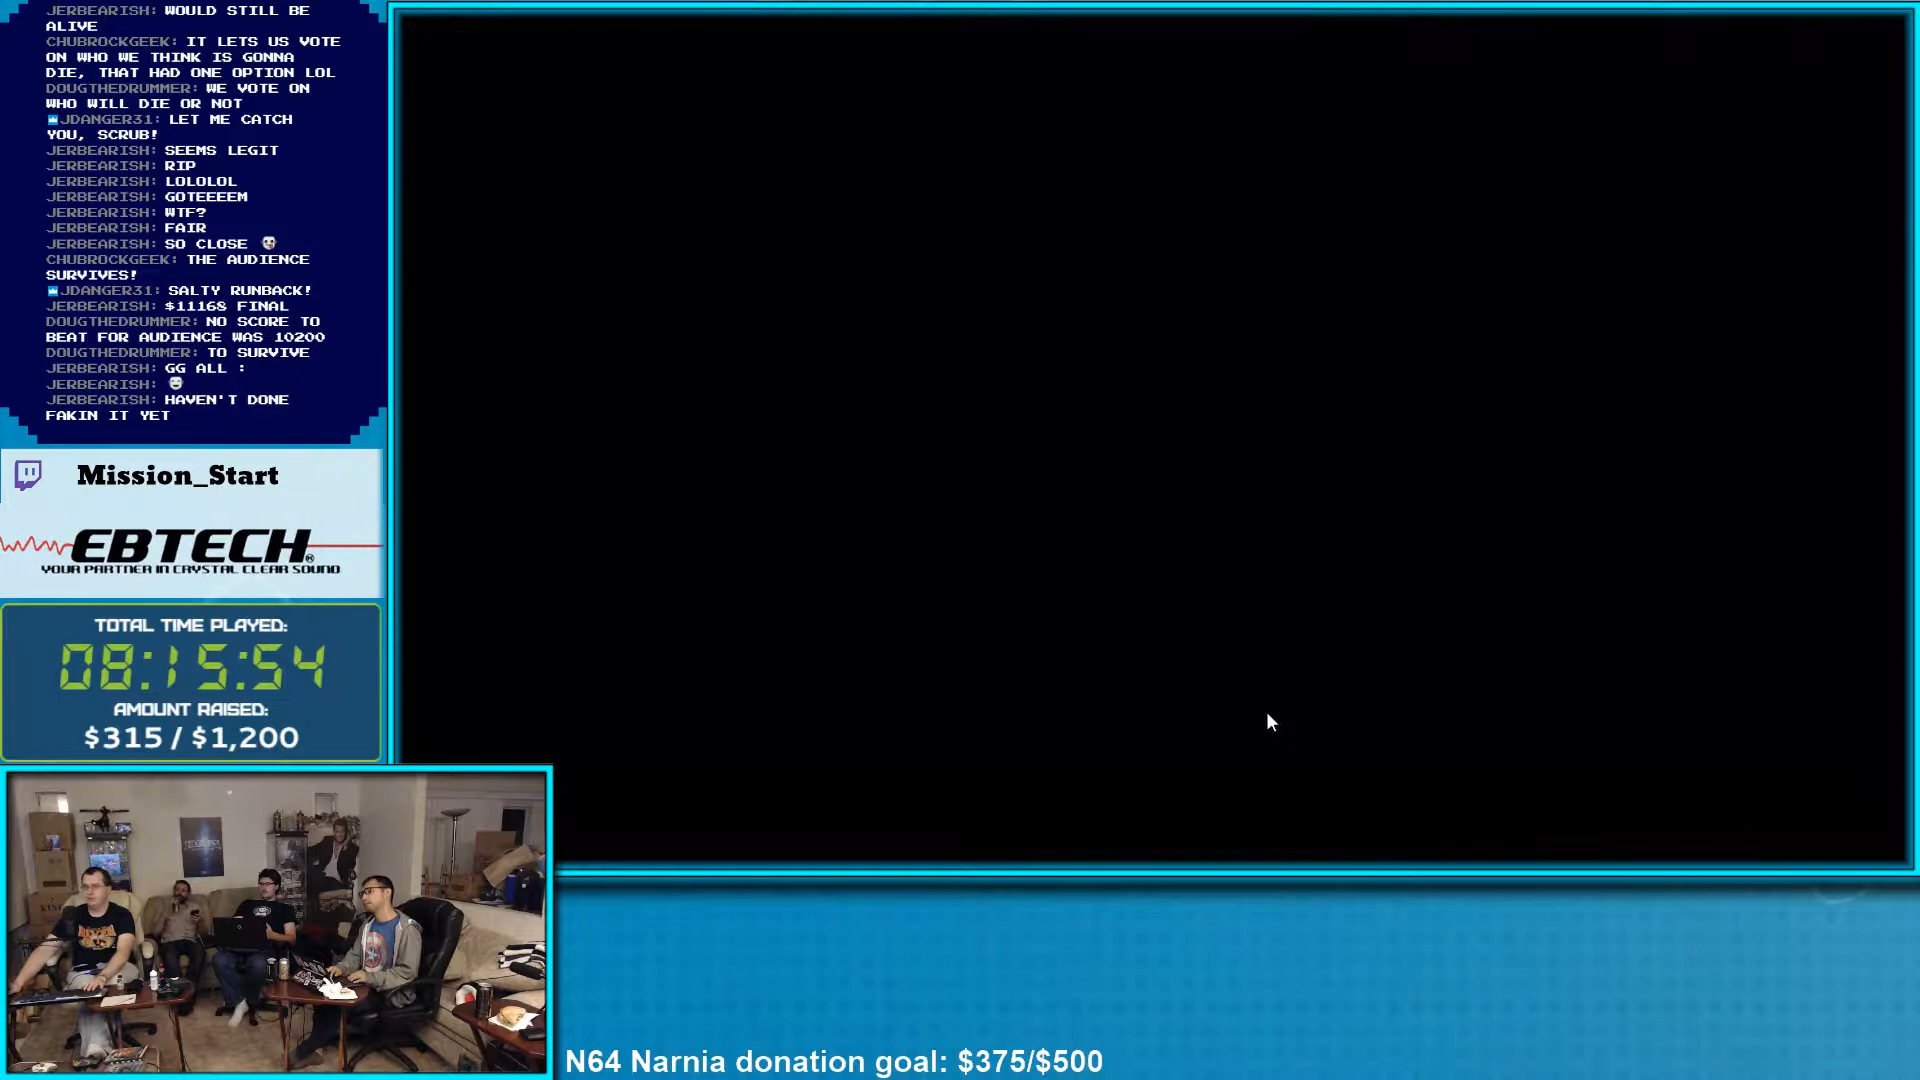 JERBEARISH: WOULD STILL BE
ALIVE
CHUBROCKGEEK: IT LETS US VOTE
ON WHO WE THINK IS GONNA
DIE, THAT HAD ONE OPTION LOL
DOUGTHEDRUMMER: WE VOTE ON
WHO WILL DIE OR NOT
JDANGER31: LET ME CATCH
YOU, SCRUB!
JERBEARISH: SEEMS LEGIT
JERBEARISH: RIP
JERBEARISH: LOLOLOL
JERBEARISH: GOTEEEEM
JERBEARISH: WTF?
JERBEARISH: FAIR
JERBEARISH: SO CLOSE
CHUBROCKGEEK: THE AUDIENCE
SURVIVES!
JDANGER31: SALTY RUNBACK!
JERBEARISH: $11168 FINAL
DOUGTHEDRUMMER: NO SCORE TO
BEAT FOR AUDIENCE WAS 10200
DOUGTHEDRUMMER: TO SURVIVE
JERBEARISH: GG ALL :
JERBEARISH:
JERBEARISH: HAVEN'T DONE
FAKIN IT YET
Mission_Start
EBTECH®
YOUR PARTNER IN CRYSTAL CLEAR SOUND
TOTAL TIME PLAYED:
08:15:54
AMOUNT RAISED:
$315 / $1,200
N64 Narnia donation goal: $375/$500